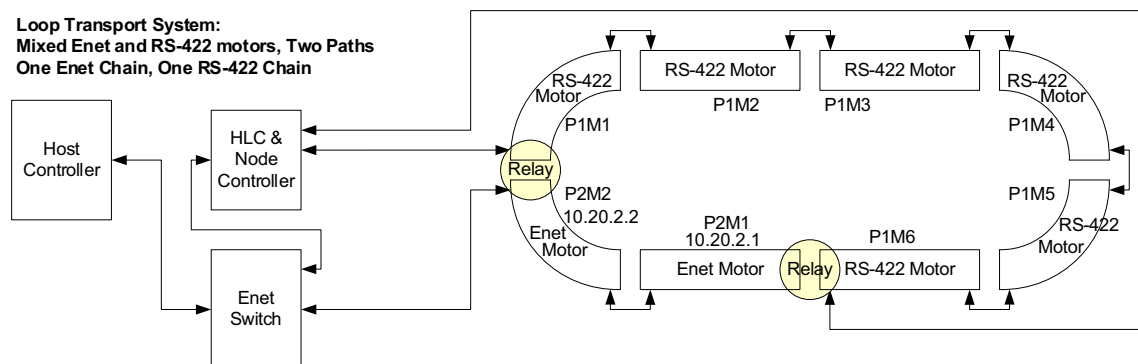 Loop Transport System:
Mixed Enet and RS-422 motors, Two Paths
One Enet Chain, One RS-422 Chain
Host
Controller
HLC &
Node
Controller
Enet
Switch
RS-422
Motor
P1M1
RS-422 Motor
P1M2
RS-422 Motor
P1M3
RS-422
Motor
P1M4
Relay
P2M2
10.20.2.2
Enet
Motor
P2M1
10.20.2.1
Enet Motor
Relay
P1M6
RS-422 Motor
P1M5
RS-422
Motor